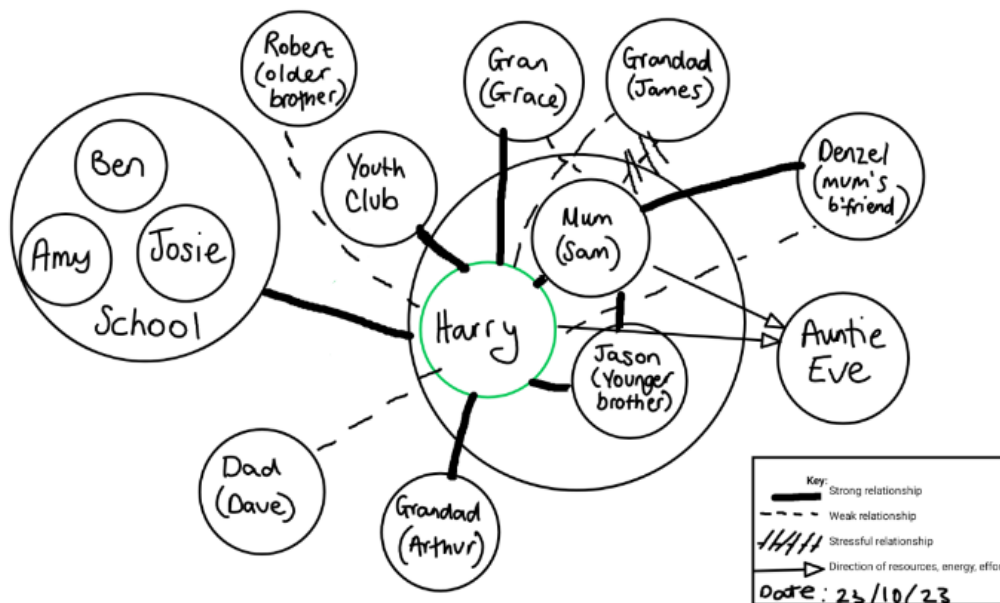 Robert
(older
brother)
Gran
(Grace)
Grandad
(James)
Ben
Amy
Josie
School
Youth
Club
Mum
(Sam)
Denzel
(mum's
b'friend)
Harry
Jason
(Younger
brother)
Auntie
Eve
Dad
(Dave)
Grandad
(Arthur)
Key:
Strong relationship
Weak relationship
Stressful relationship
Direction of resources, energy, effor
Date: 23/10/23